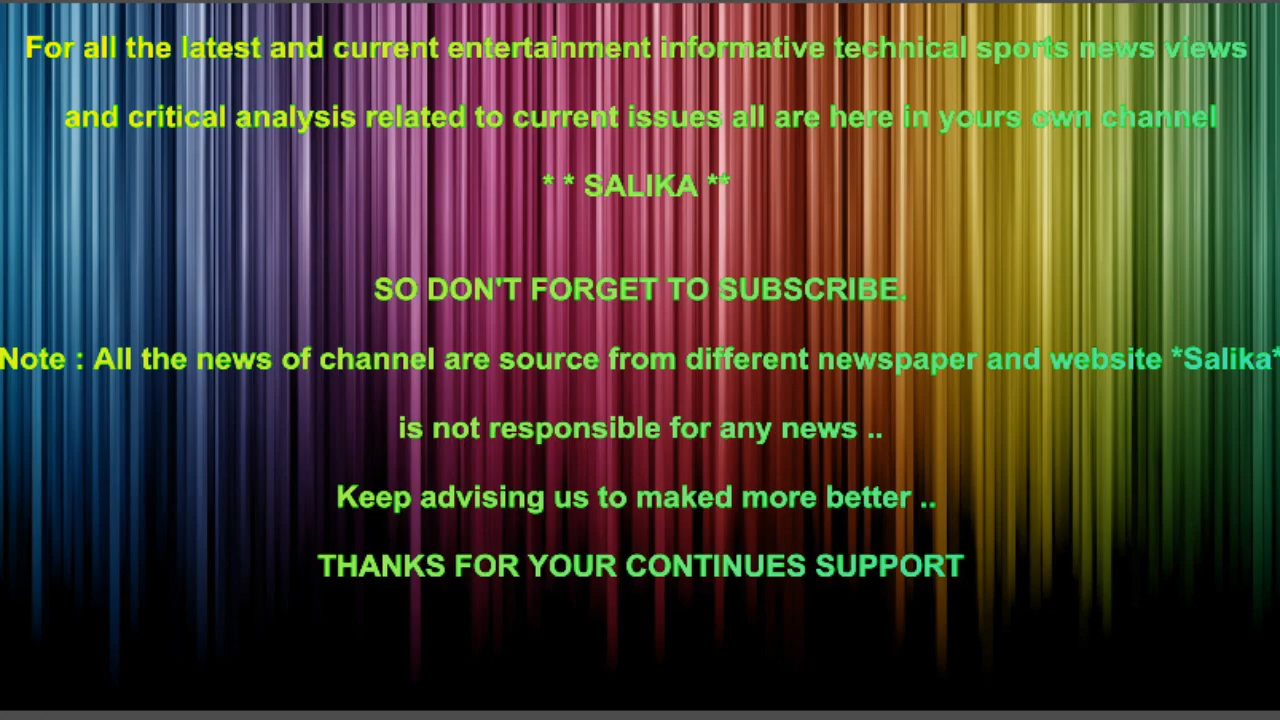 For all the latest and current entertainment informative technical sports news views
and critical analysis related to current issues all are here in yours own channel
* * SALIKA **
SO DON'T FORGET TO SUBSCRIBE.
Note : All the news of channel are source from different newspaper and website *Salika*
is not responsible for any news ..
Keep advising us to maked more better ..
THANKS FOR YOUR CONTINUES SUPPORT